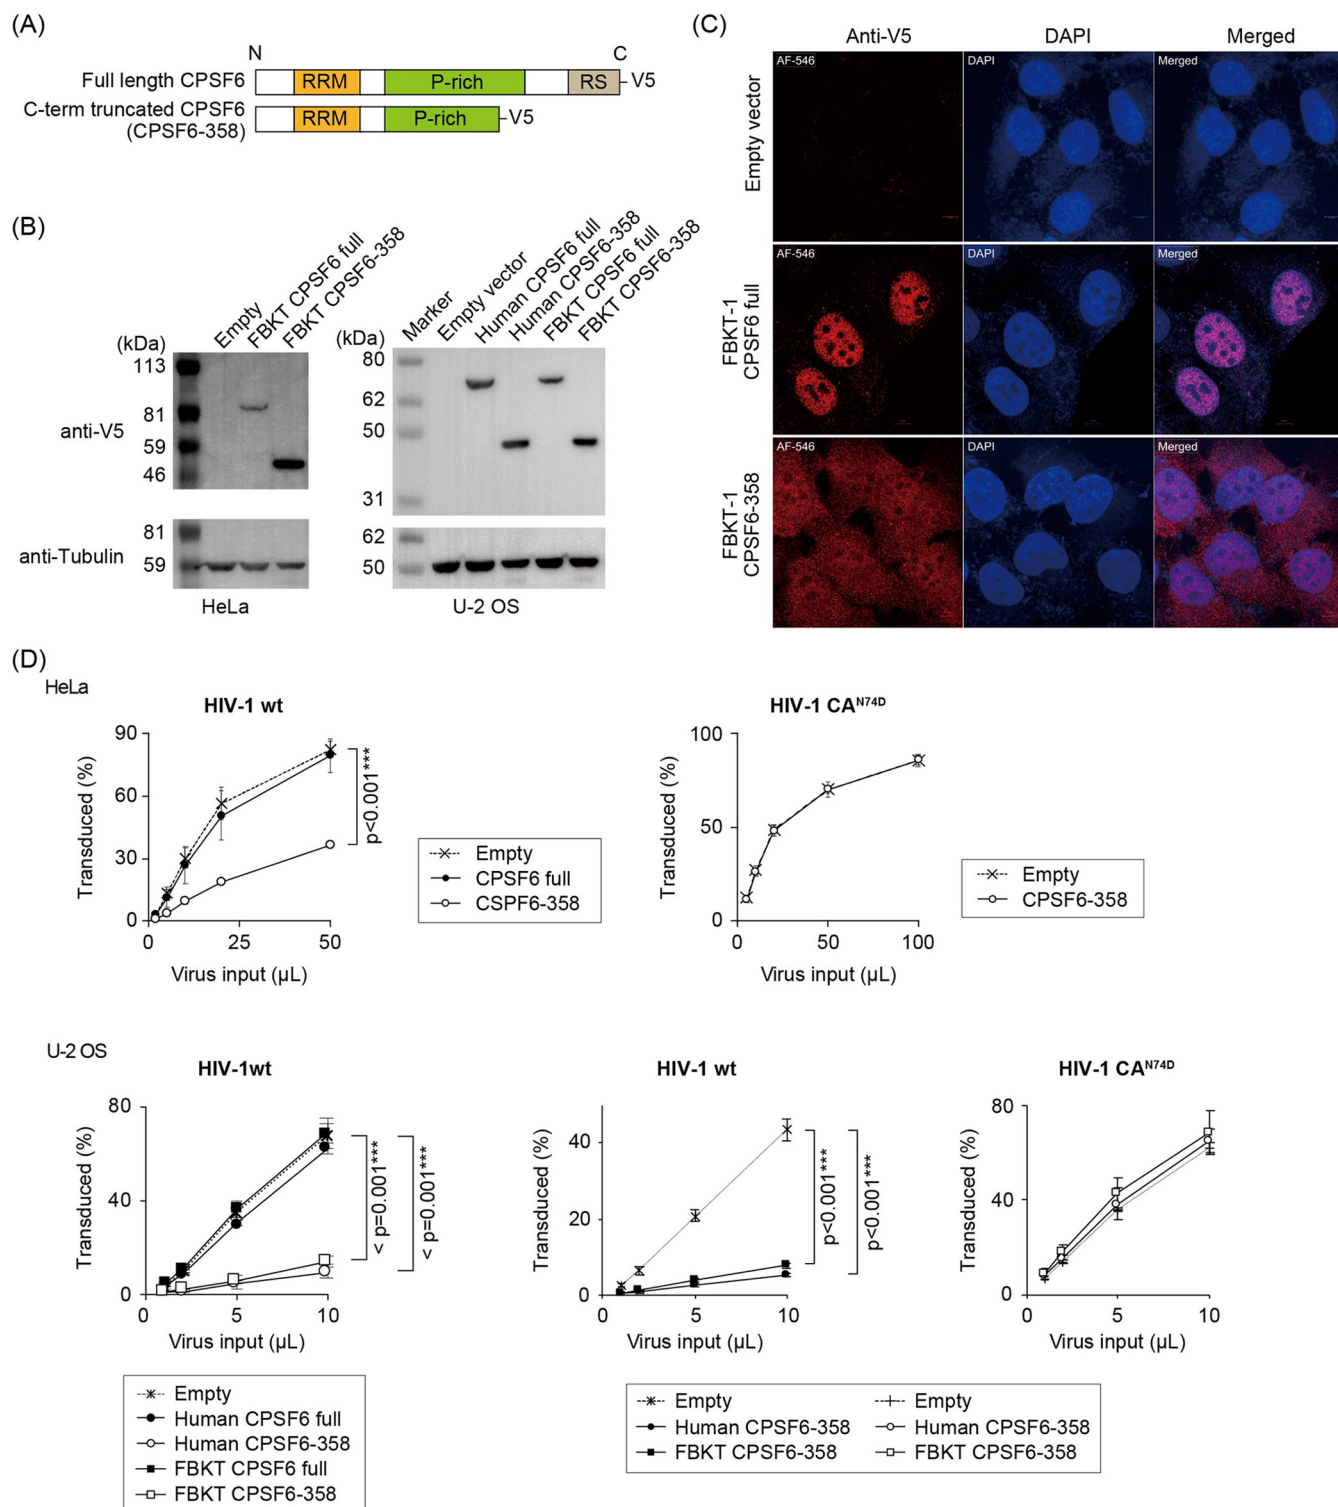 (A)
N C
Full length CPSF6 RRM P-rich RS V5
C-term truncated CPSF6
(CPSF6-358) RRM P-rich V5
(B)
Empty
FBKT CPSF6 full
FBKT CPSF6-358
(kDa)
113
81
59
46
anti-V5
81
59
anti-Tubulin
HeLa
Marker
Empty vector
Human CPSF6 full
Human CPSF6-358
FBKT CPSF6 full
FBKT CPSF6-358
(kDa)
80
62
50
31
62
50
U-2 OS
(C)
Anti-V5 DAPI Merged
Empty vector
AF-546 DAPI Merged
FBKT-1
CPSF6 full
AF-546 DAPI Merged
FBKT-1
CPSF6-358
AF-546 DAPI Merged
(D)
HeLa
HIV-1 wt
Transduced (%)
90
60
30
0
0 25 50
Virus input (µL)
p<0.001***
Empty
CPSF6 full
CSPF6-358
HIV-1 CA^N74D
Transduced (%)
100
50
0
0 50 100
Virus input (µL)
Empty
CPSF6-358
U-2 OS
HIV-1wt
Transduced (%)
80
40
0
0 5 10
Virus input (µL)
< p=0.001***
< p=0.001***
Empty
Human CPSF6 full
Human CPSF6-358
FBKT CPSF6 full
FBKT CPSF6-358
HIV-1 wt
Transduced (%)
40
20
0
0 5 10
Virus input (µL)
p<0.001***
p<0.001***
HIV-1 CA^N74D
Transduced (%)
80
40
0
0 5 10
Virus input (µL)
Empty Empty
Human CPSF6-358 Human CPSF6-358
FBKT CPSF6-358 FBKT CPSF6-358